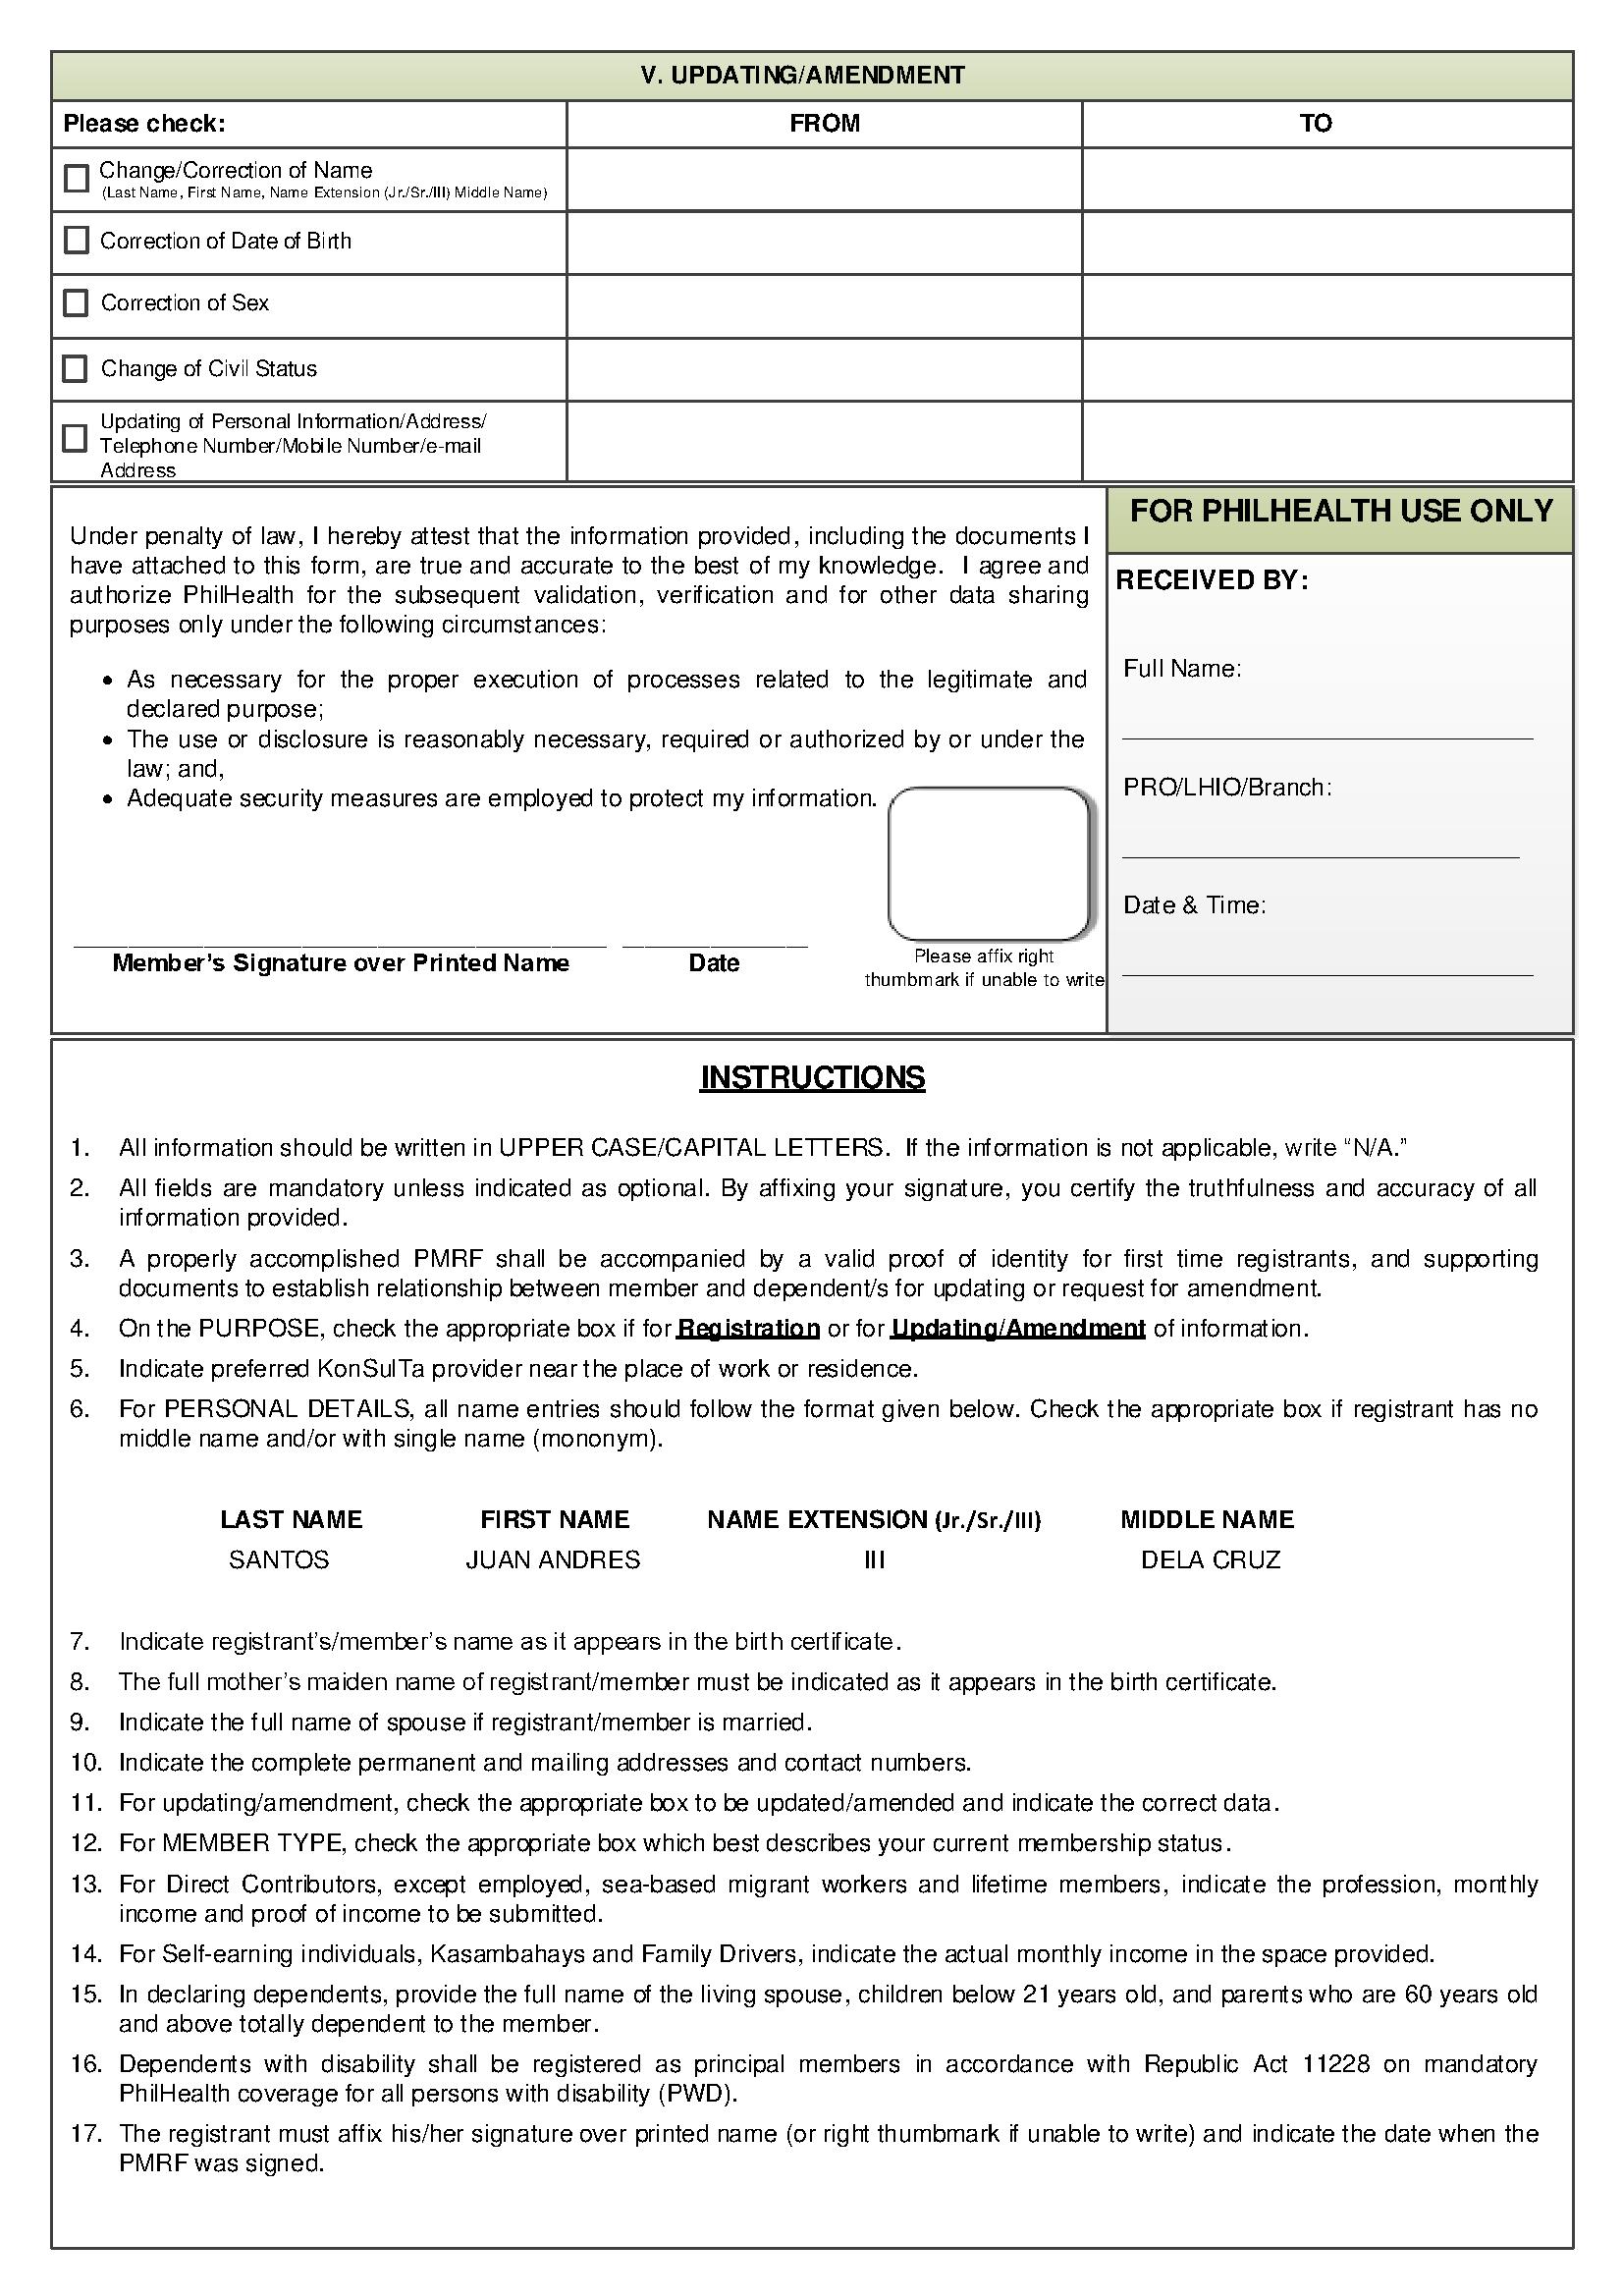 V. UPDATING/AMENDMENT
Please check: FROM TO
Change/Correction of Name
(Last Name, First Name, Name Extension (Jr./Sr./III) Middle Name)
Correction of Date of Birth
Correction of Sex
Change of Civil Status
Updating of Personal Information/Address/
Telephone Number/Mobile Number/e-mail
Address
Under penalty of law, I hereby attest that the information provided, including the documents I
have attached to this form, are true and accurate to the best of my knowledge. I agree and
authorize PhilHealth for the subsequent validation, verification and for other data sharing
purposes only under the following circumstances:
• As necessary for the proper execution of processes related to the legitimate and
declared purpose;
• The use or disclosure is reasonably necessary, required or authorized by or under the
law; and,
• Adequate security measures are employed to protect my information.
Member’s Signature over Printed Name Date
Please affix right
thumbmark if unable to write
FOR PHILHEALTH USE ONLY
RECEIVED BY:
Full Name:
PRO/LHIO/Branch:
Date & Time:
INSTRUCTIONS
1. All information should be written in UPPER CASE/CAPITAL LETTERS. If the information is not applicable, write “N/A.”
2. All fields are mandatory unless indicated as optional. By affixing your signature, you certify the truthfulness and accuracy of all
information provided.
3. A properly accomplished PMRF shall be accompanied by a valid proof of identity for first time registrants, and supporting
documents to establish relationship between member and dependent/s for updating or request for amendment.
4. On the PURPOSE, check the appropriate box if for Registration or for Updating/Amendment of information.
5. Indicate preferred KonSulTa provider near the place of work or residence.
6. For PERSONAL DETAILS, all name entries should follow the format given below. Check the appropriate box if registrant has no
middle name and/or with single name (mononym).
LAST NAME FIRST NAME NAME EXTENSION (Jr./Sr./III) MIDDLE NAME
SANTOS JUAN ANDRES III DELA CRUZ
7. Indicate registrant’s/member’s name as it appears in the birth certificate.
8. The full mother’s maiden name of registrant/member must be indicated as it appears in the birth certificate.
9. Indicate the full name of spouse if registrant/member is married.
10. Indicate the complete permanent and mailing addresses and contact numbers.
11. For updating/amendment, check the appropriate box to be updated/amended and indicate the correct data.
12. For MEMBER TYPE, check the appropriate box which best describes your current membership status.
13. For Direct Contributors, except employed, sea-based migrant workers and lifetime members, indicate the profession, monthly
income and proof of income to be submitted.
14. For Self-earning individuals, Kasambahays and Family Drivers, indicate the actual monthly income in the space provided.
15. In declaring dependents, provide the full name of the living spouse, children below 21 years old, and parents who are 60 years old
and above totally dependent to the member.
16. Dependents with disability shall be registered as principal members in accordance with Republic Act 11228 on mandatory
PhilHealth coverage for all persons with disability (PWD).
17. The registrant must affix his/her signature over printed name (or right thumbmark if unable to write) and indicate the date when the
PMRF was signed.